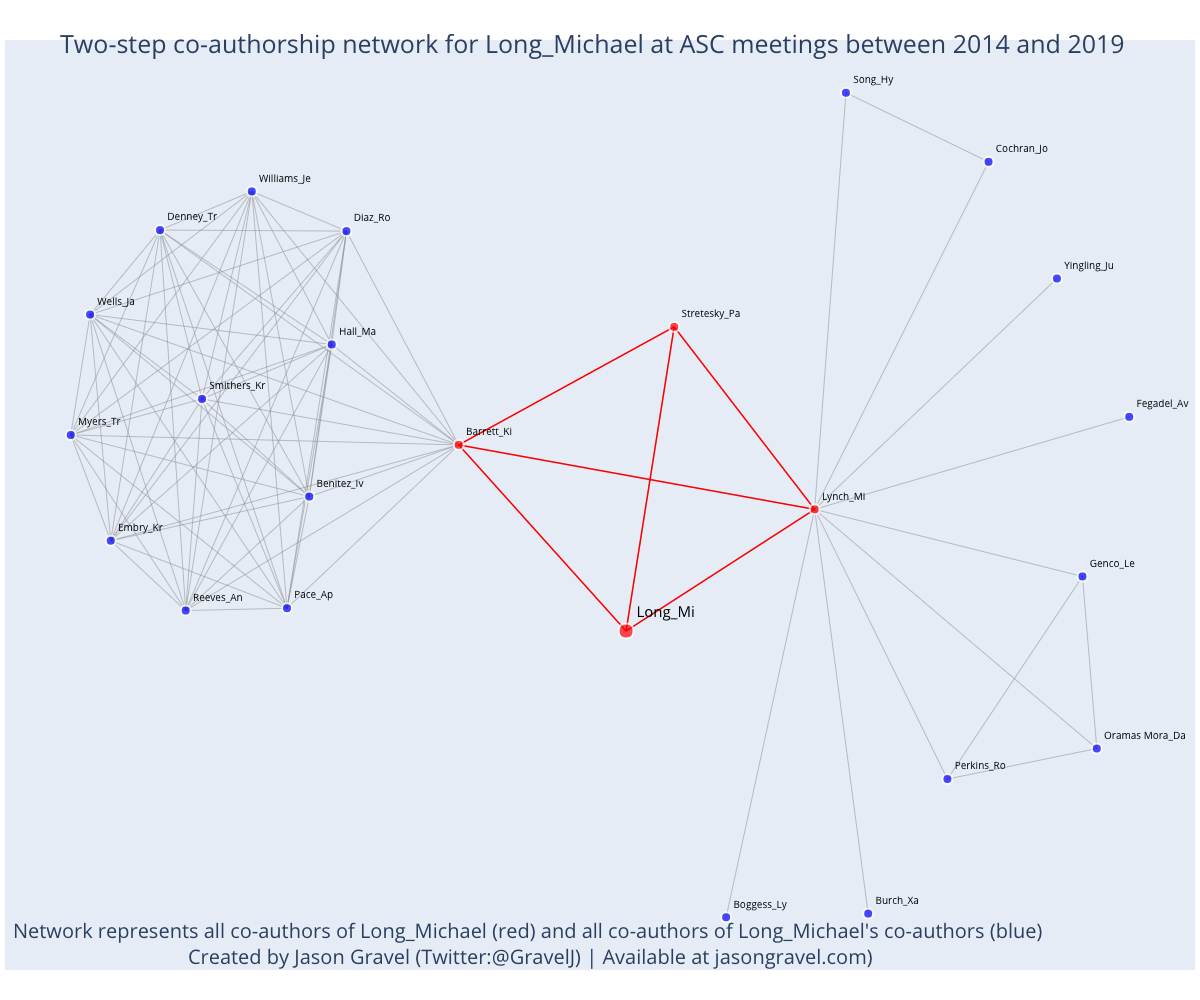 Two-step co-authorship network for Long_Michael at ASC meetings between 2014 and 2019
Song_Hy
Cochran_Jo
Williams_Je
Denney_Tr
Diaz_Ro
Yingling_Ju
Wells_Ja
Stretesky_Pa
Hall_Ma
Smithers_Kr
Fegadel_Av
Myers_Tr
Barrett_Ki
Benitez_Iv
Lynch_Mi
Embry_Kr
Genco_Le
Reeves_An
Pace_Ap
Long_Mi
Oramas Mora_Da
Perkins_Ro
Boggess_Ly
Burch_Xa
Network represents all co-authors of Long_Michael (red) and all co-authors of Long_Michael's co-authors (blue)
Created by Jason Gravel (Twitter:@GravelJ) | Available at jasongravel.com)